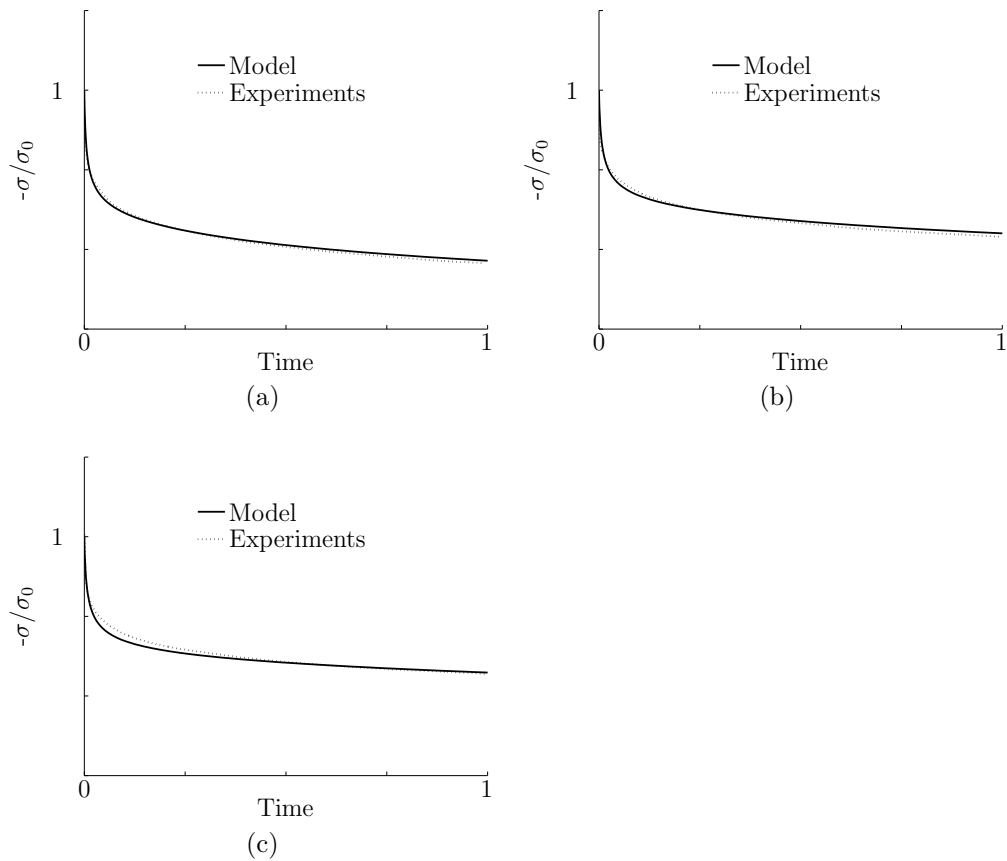 Model
Experiments
1
-σ/σ0
0
1
Time
(a)
Model
Experiments
1
-σ/σ0
0
1
Time
(b)
Model
Experiments
1
-σ/σ0
0
1
Time
(c)